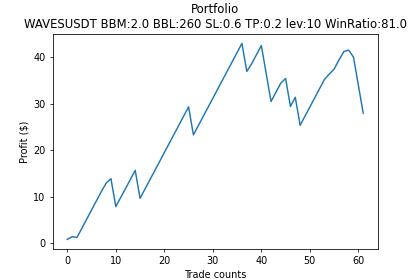 Portfolio
WAVESUSDT BBM:2.0 BBL:260 SL:0.6 TP:0.2 lev:10 WinRatio:81.0
40
30
20
10
0
Profit ($)
0 10 20 30 40 50 60
Trade counts